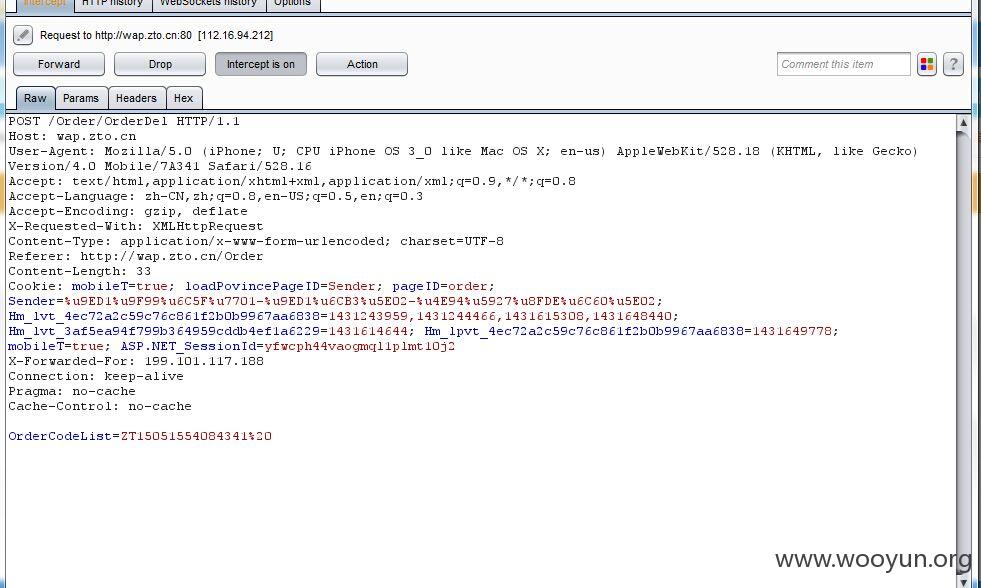 Intercept HTTP history WebSockets history Options
Request to http://wap.zto.cn:80 [112.16.94.212]
Forward Drop Intercept is on Action Comment this item ?
Raw Params Headers Hex
POST /Order/OrderDel HTTP/1.1
Host: wap.zto.cn
User-Agent: Mozilla/5.0 (iPhone; U; CPU iPhone OS 3_0 like Mac OS X; en-us) AppleWebKit/528.18 (KHTML, like Gecko)
Version/4.0 Mobile/7A341 Safari/528.16
Accept: text/html,application/xhtml+xml,application/xml;q=0.9,*/*;q=0.8
Accept-Language: zh-CN,zh;q=0.8,en-US;q=0.5,en;q=0.3
Accept-Encoding: gzip, deflate
X-Requested-With: XMLHttpRequest
Content-Type: application/x-www-form-urlencoded; charset=UTF-8
Referer: http://wap.zto.cn/Order
Content-Length: 33
Cookie: mobileT=true; loadPovincePageID=Sender; pageID=order;
Sender=%u9ED1%u9F99%u6C5F%u7701-%u9ED1%u6CB3%u5E02-%u4E94%u5927%u8FDE%u6C60%u5E02;
Hm_lvt_4ec72a2c59c76c861f2b0b9967aa6838=1431243959,1431244466,1431615308,1431648440;
Hm_lvt_3af5ea94f799b364959cddb4ef1a6229=1431614644; Hm_lpvt_4ec72a2c59c76c861f2b0b9967aa6838=1431649778;
mobileT=true; ASP.NET_SessionId=yfwcph44vaogmql1plmt10j2
X-Forwarded-For: 199.101.117.188
Connection: keep-alive
Pragma: no-cache
Cache-Control: no-cache
OrderCodeList=ZT15051554084341%20
www.wooyun.org